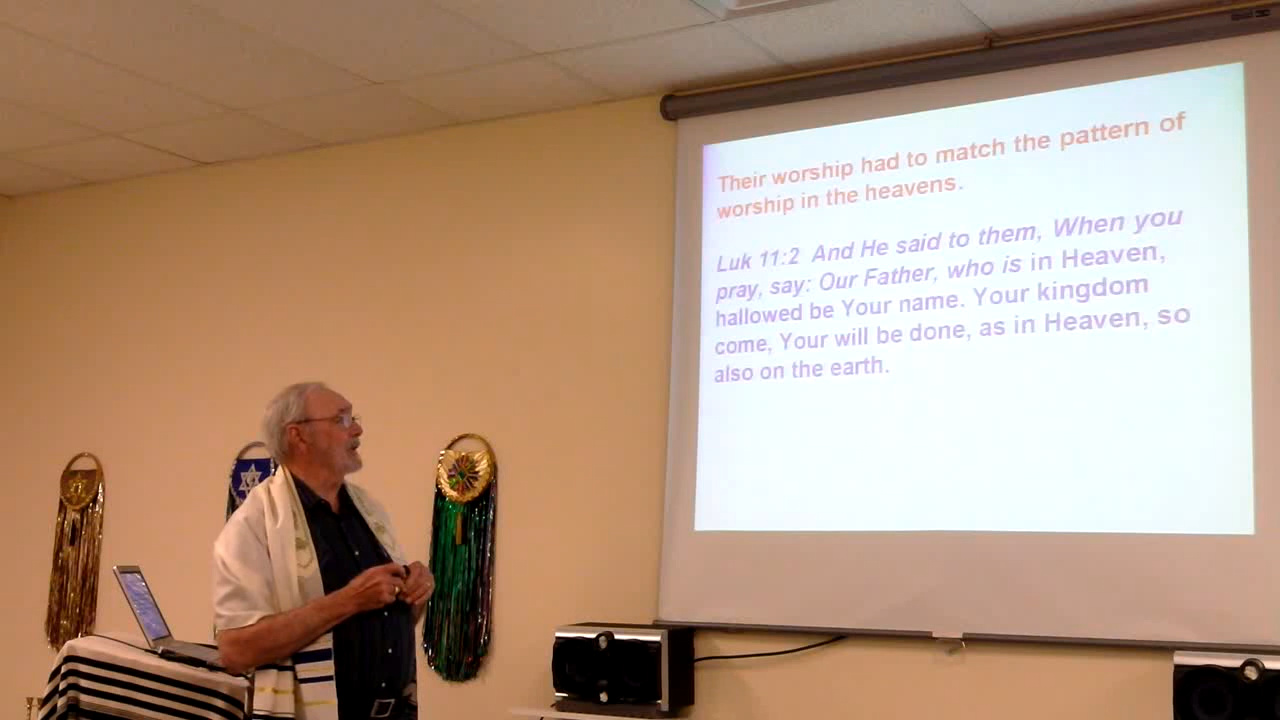 Their worship had to match the pattern of
worship in the heavens.
Luk 11:2  And He said to them, When you
pray, say: Our Father, who is in Heaven,
hallowed be Your name. Your kingdom
come, Your will be done, as in Heaven, so
also on the earth.